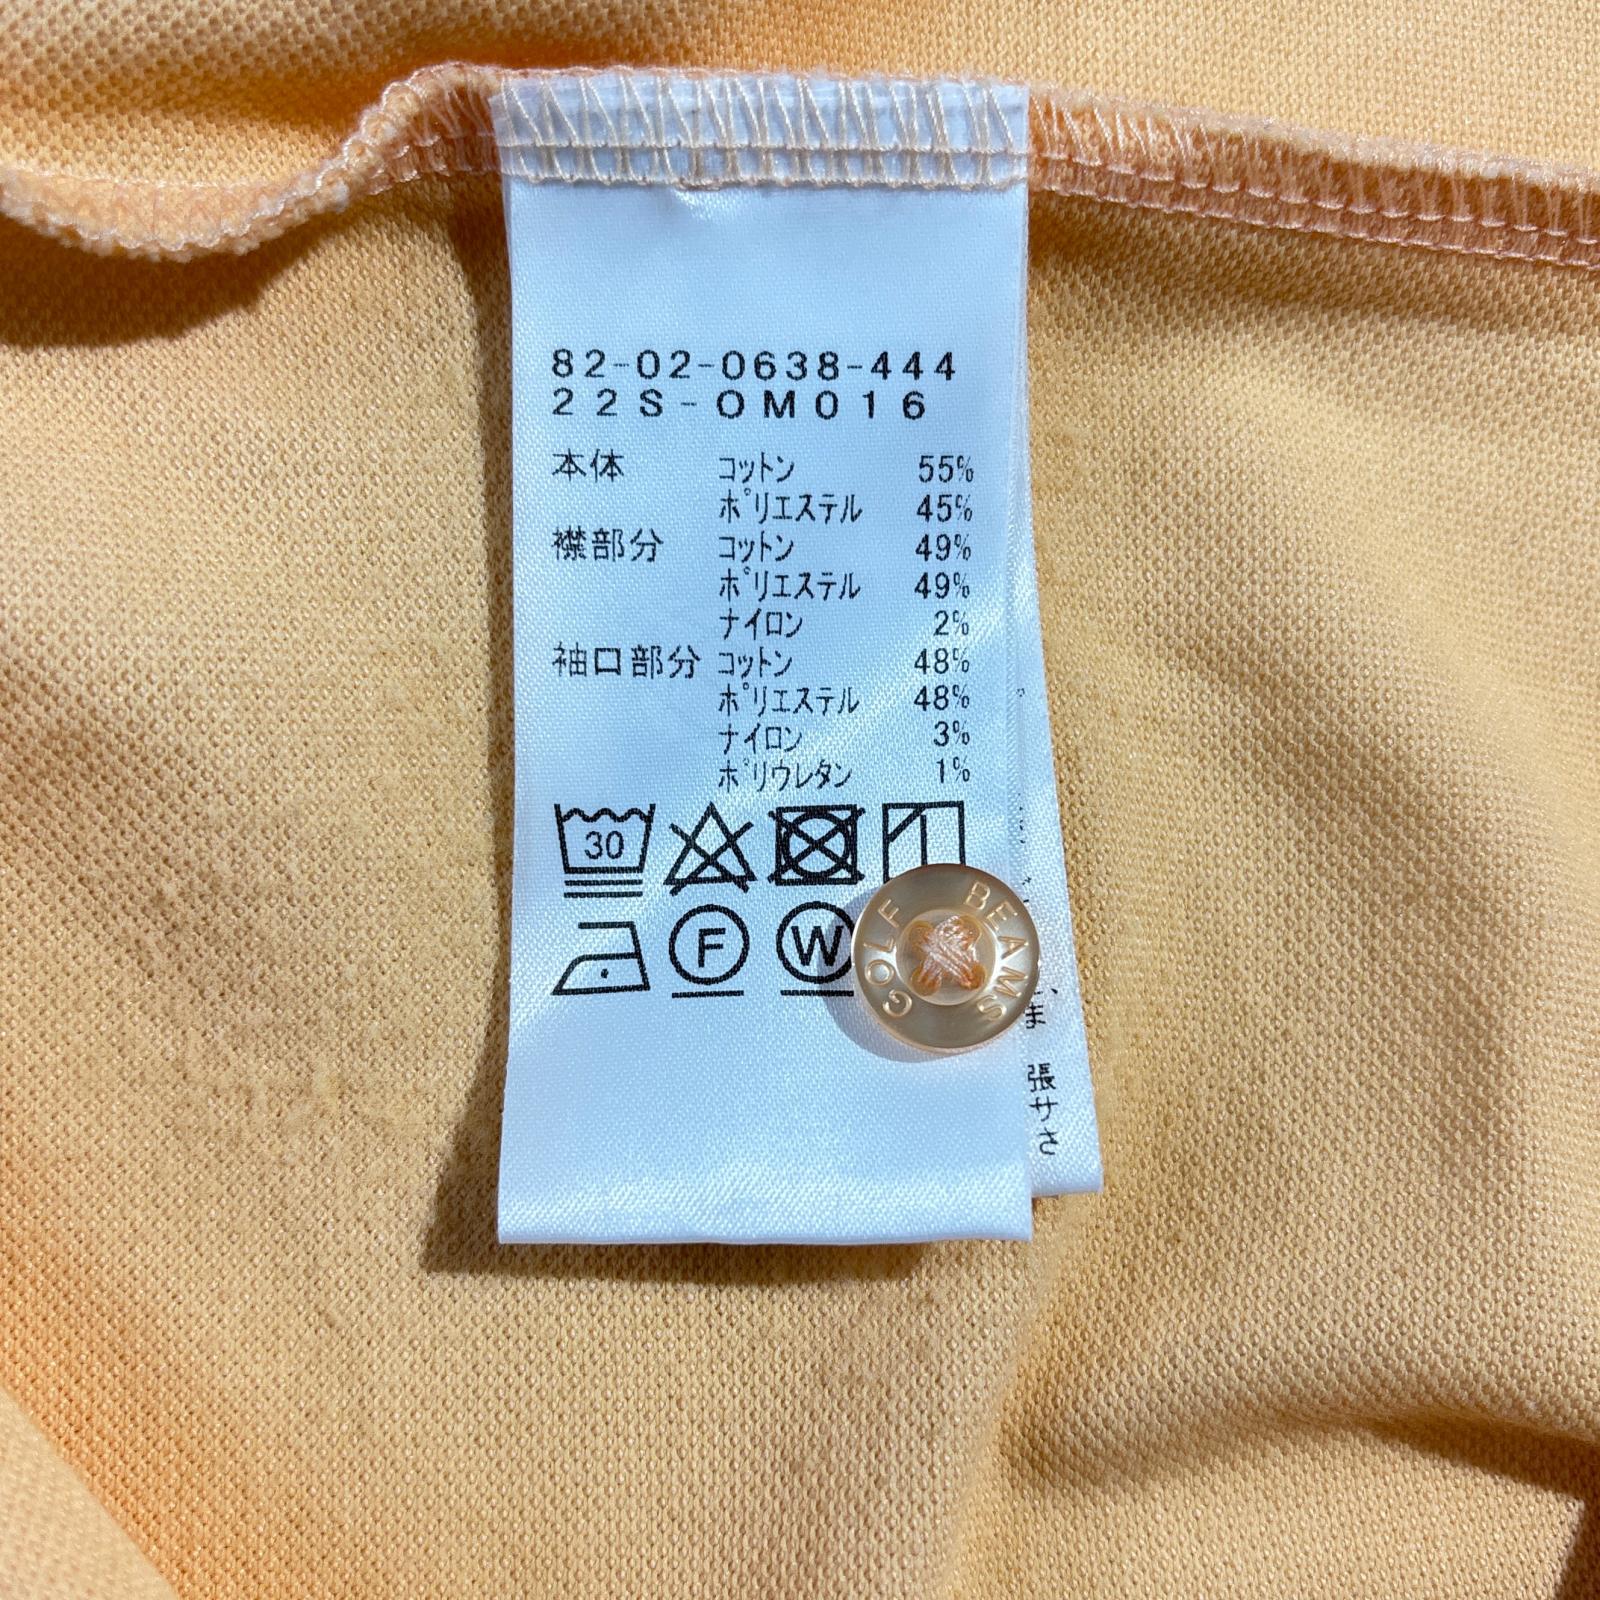 82-02-0638-444
22S-OM016
本体 コットン 55%
ポリエステル 45%
襟部分 コットン 49%
ポリエステル 49%
ナイロン 2%
袖口部分 コットン 48%
ポリエステル 48%
ナイロン 3%
ポリウレタン 1%
30
F W
BEAMS GOLF
ま
張
サ
さ